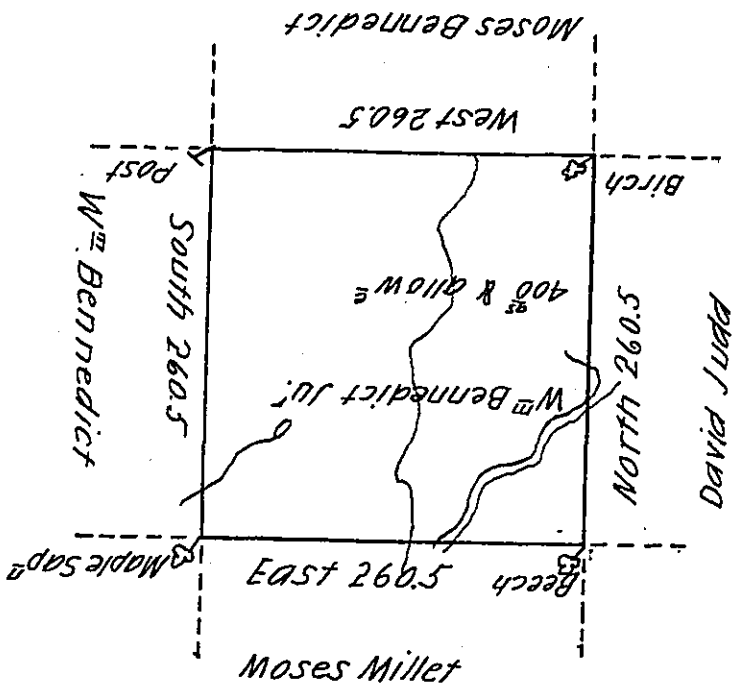 Moses Bennedict
West 260.5
Post
Birch
Wᵐ Bennedict
South 260.5
400ᵃˢ & allowᵉ
Wᵐ Bennedict Juʳ
North 260.5
David Judd
Maple Sapⁿ
East 260.5
Beech
Moses Millet